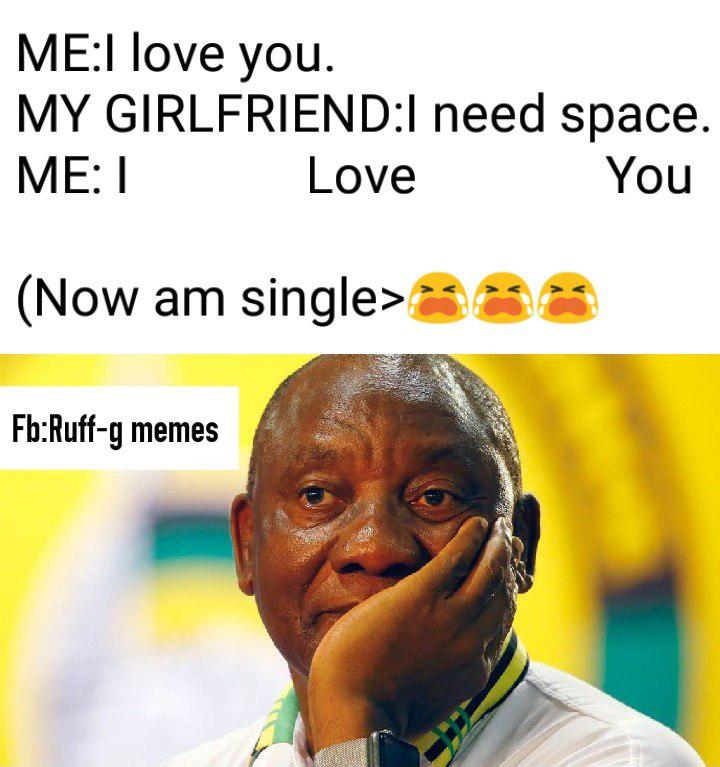 ME:I love you.
MY GIRLFRIEND:I need space.
ME: I Love You
(Now am single>😭😭😭
Fb:Ruff-g memes